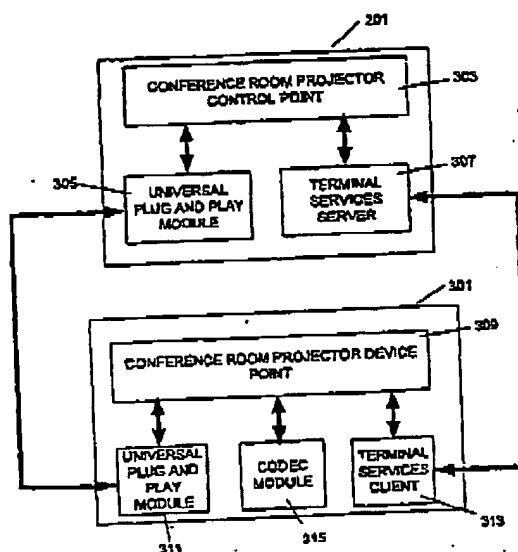 201
CONFERENCE ROOM PROJECTOR
CONTROL POINT
303
305
UNIVERSAL
PLUG AND PLAY
MODULE
307
TERMINAL
SERVICES
SERVER
301
309
CONFERENCE ROOM PROJECTOR DEVICE
POINT
UNIVERSAL
PLUG AND
PLAY
MODULE
311
CODEC
MODULE
315
TERMINAL
SERVICES
CLIENT
313